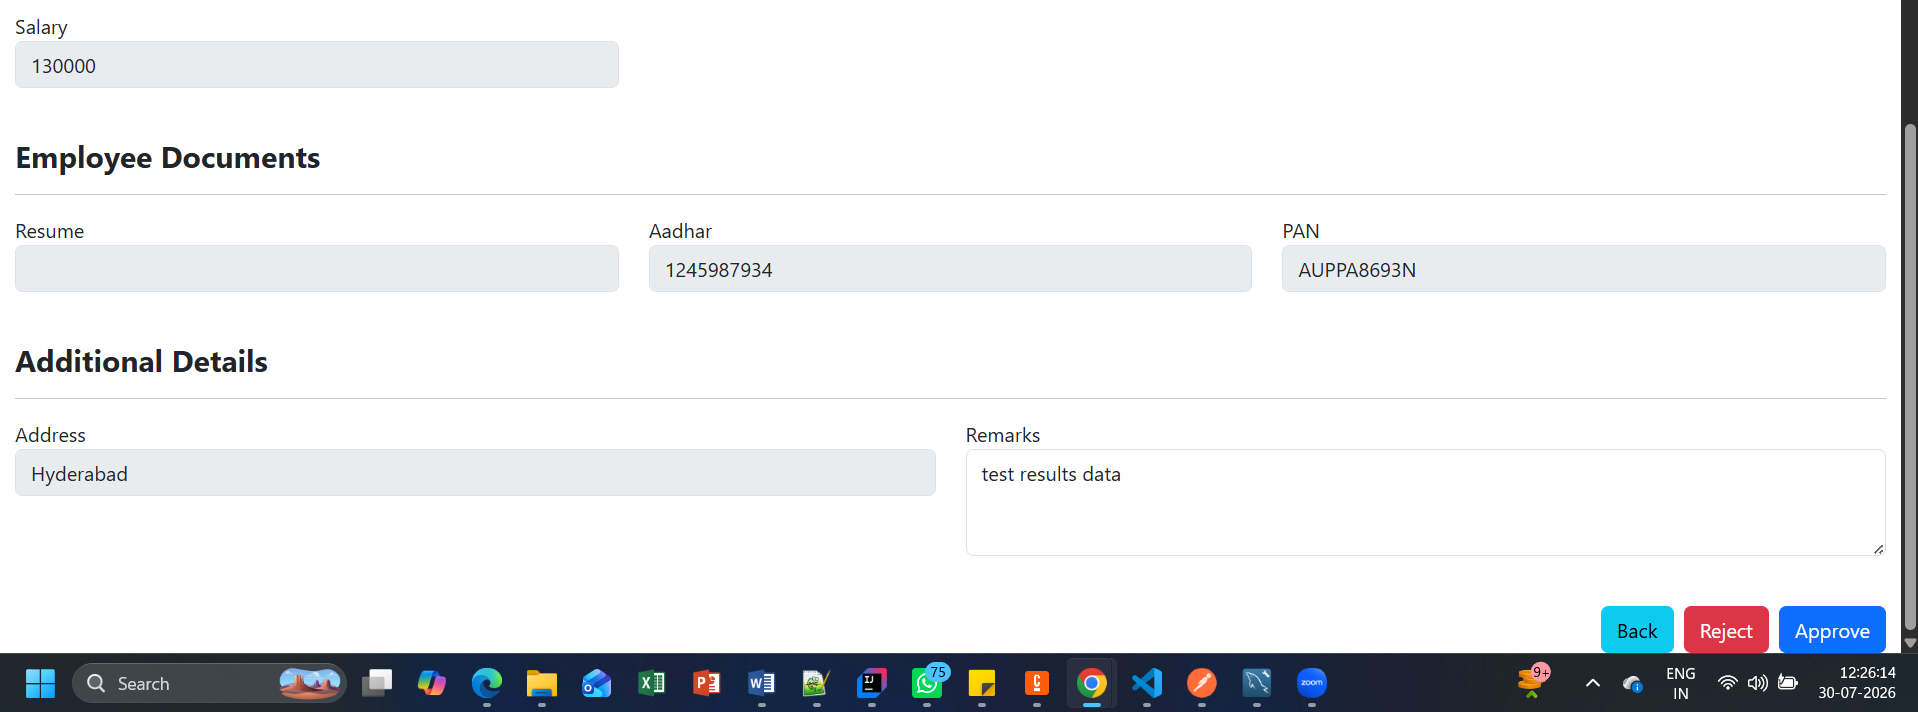 Salary
130000
Employee Documents
Resume
Aadhar
PAN
1245987934
AUPPA8693N
Additional Details
Address
Remarks
Hyderabad
test results data
Back
Reject
Approve
Search
75
zoom
9+
ENG
IN
12:26:14
30-07-2026